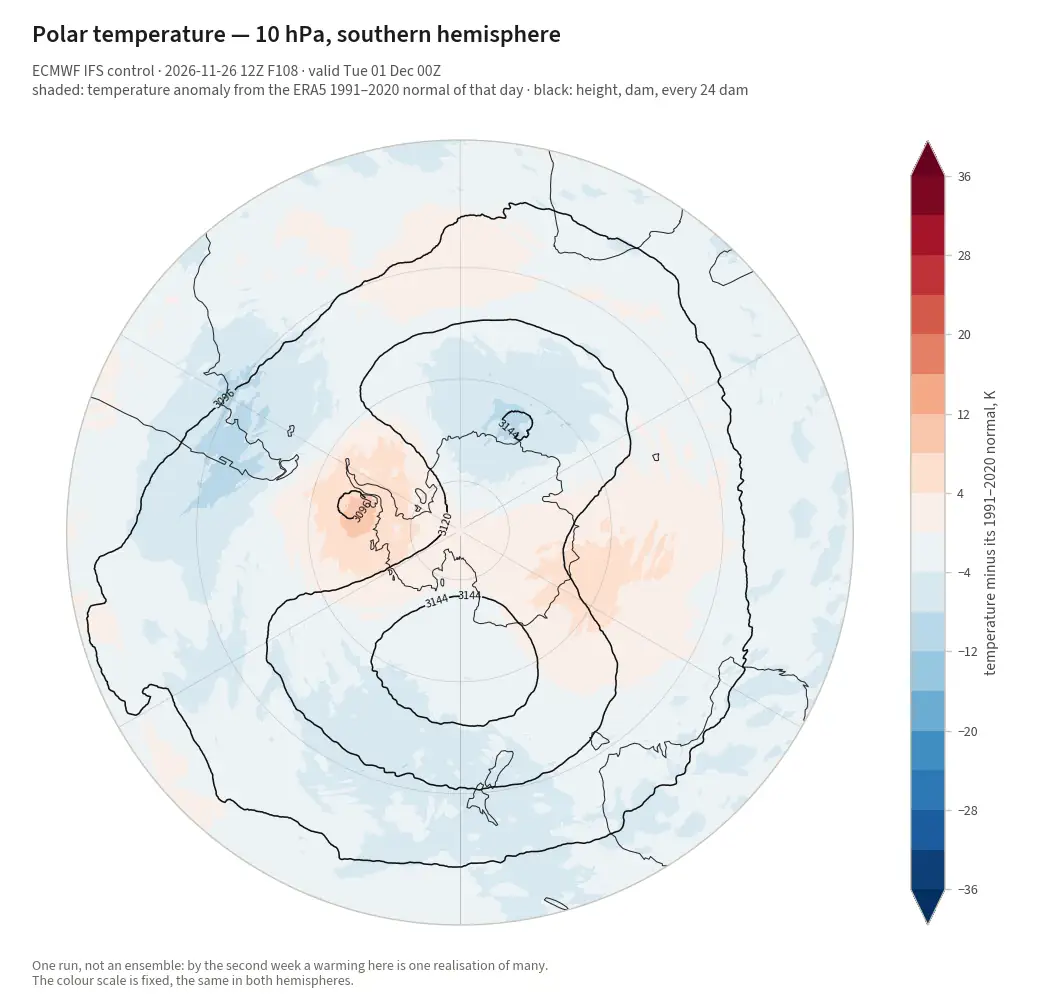 Polar temperature — 10 hPa, southern hemisphere
ECMWF IFS control · 2026-11-26 12Z F108 · valid Tue 01 Dec 00Z
shaded: temperature anomaly from the ERA5 1991–2020 normal of that day · black: height, dam, every 24 dam
36
28
20
12
4
−4
−12
−20
−28
−36
temperature minus its 1991–2020 normal, K
3096
3144
3096
3120
3144
3144
One run, not an ensemble: by the second week a warming here is one realisation of many.
The colour scale is fixed, the same in both hemispheres.